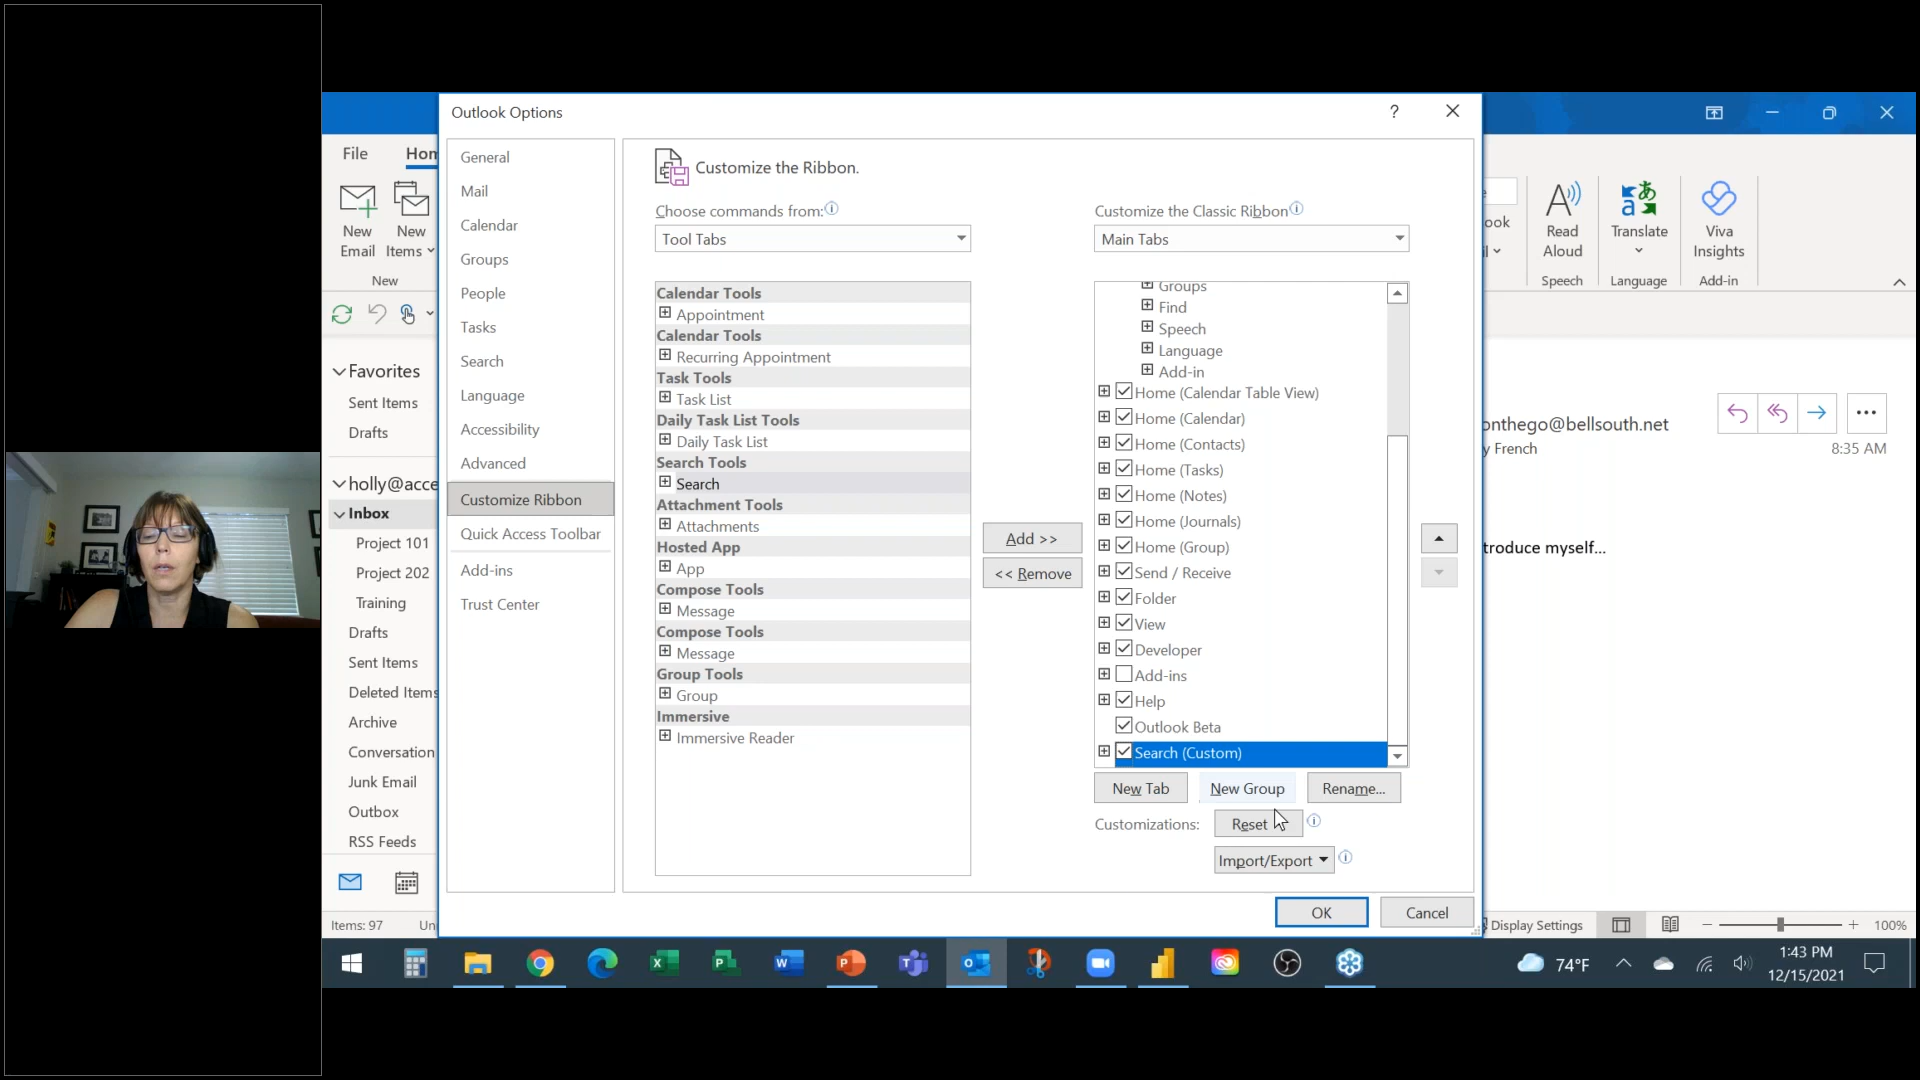 Outlook Options
?
File
Hon
New
Email
New
Items
New
Favorites
Sent Items
Drafts
holly@acce
Inbox
Project 101
Project 202
Training
Drafts
Sent Items
Deleted Items
Archive
Conversation
Junk Email
Outbox
RSS Feeds
Items: 97
Un
General
Mail
Calendar
Groups
People
Tasks
Search
Language
Accessibility
Advanced
Customize Ribbon
Quick Access Toolbar
Add-ins
Trust Center
Customize the Ribbon.
Choose commands from:
Tool Tabs
Calendar Tools
Appointment
Calendar Tools
Recurring Appointment
Task Tools
Task List
Daily Task List Tools
Daily Task List
Search Tools
Search
Attachment Tools
Attachments
Hosted App
App
Compose Tools
Message
Compose Tools
Message
Group Tools
Group
Immersive
Immersive Reader
Add >>
<< Remove
Customize the Classic Ribbon
Main Tabs
Groups
Find
Speech
Language
Add-in
Home (Calendar Table View)
Home (Calendar)
Home (Contacts)
Home (Tasks)
Home (Notes)
Home (Journals)
Home (Group)
Send / Receive
Folder
View
Developer
Add-ins
Help
Outlook Beta
Search (Custom)
New Tab
New Group
Rename...
Customizations:
Reset
Import/Export
OK
Cancel
ook
Read
Aloud
Speech
Translate
Language
Viva
Insights
Add-in
onthego@bellsouth.net
y French
8:35 AM
troduce myself...
Display Settings
100%
74°F
1:43 PM
12/15/2021